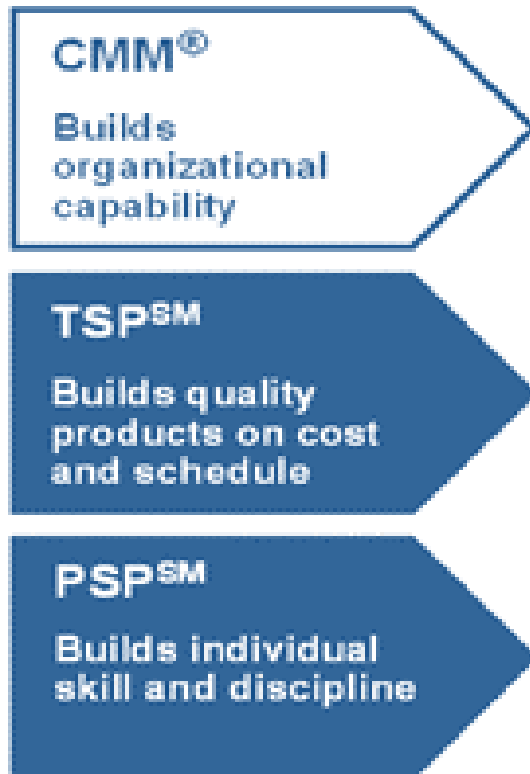 CMM®
Builds
organizational
capability
TSP℠
Builds quality
products on cost
and schedule
PSP℠
Builds individual
skill and discipline